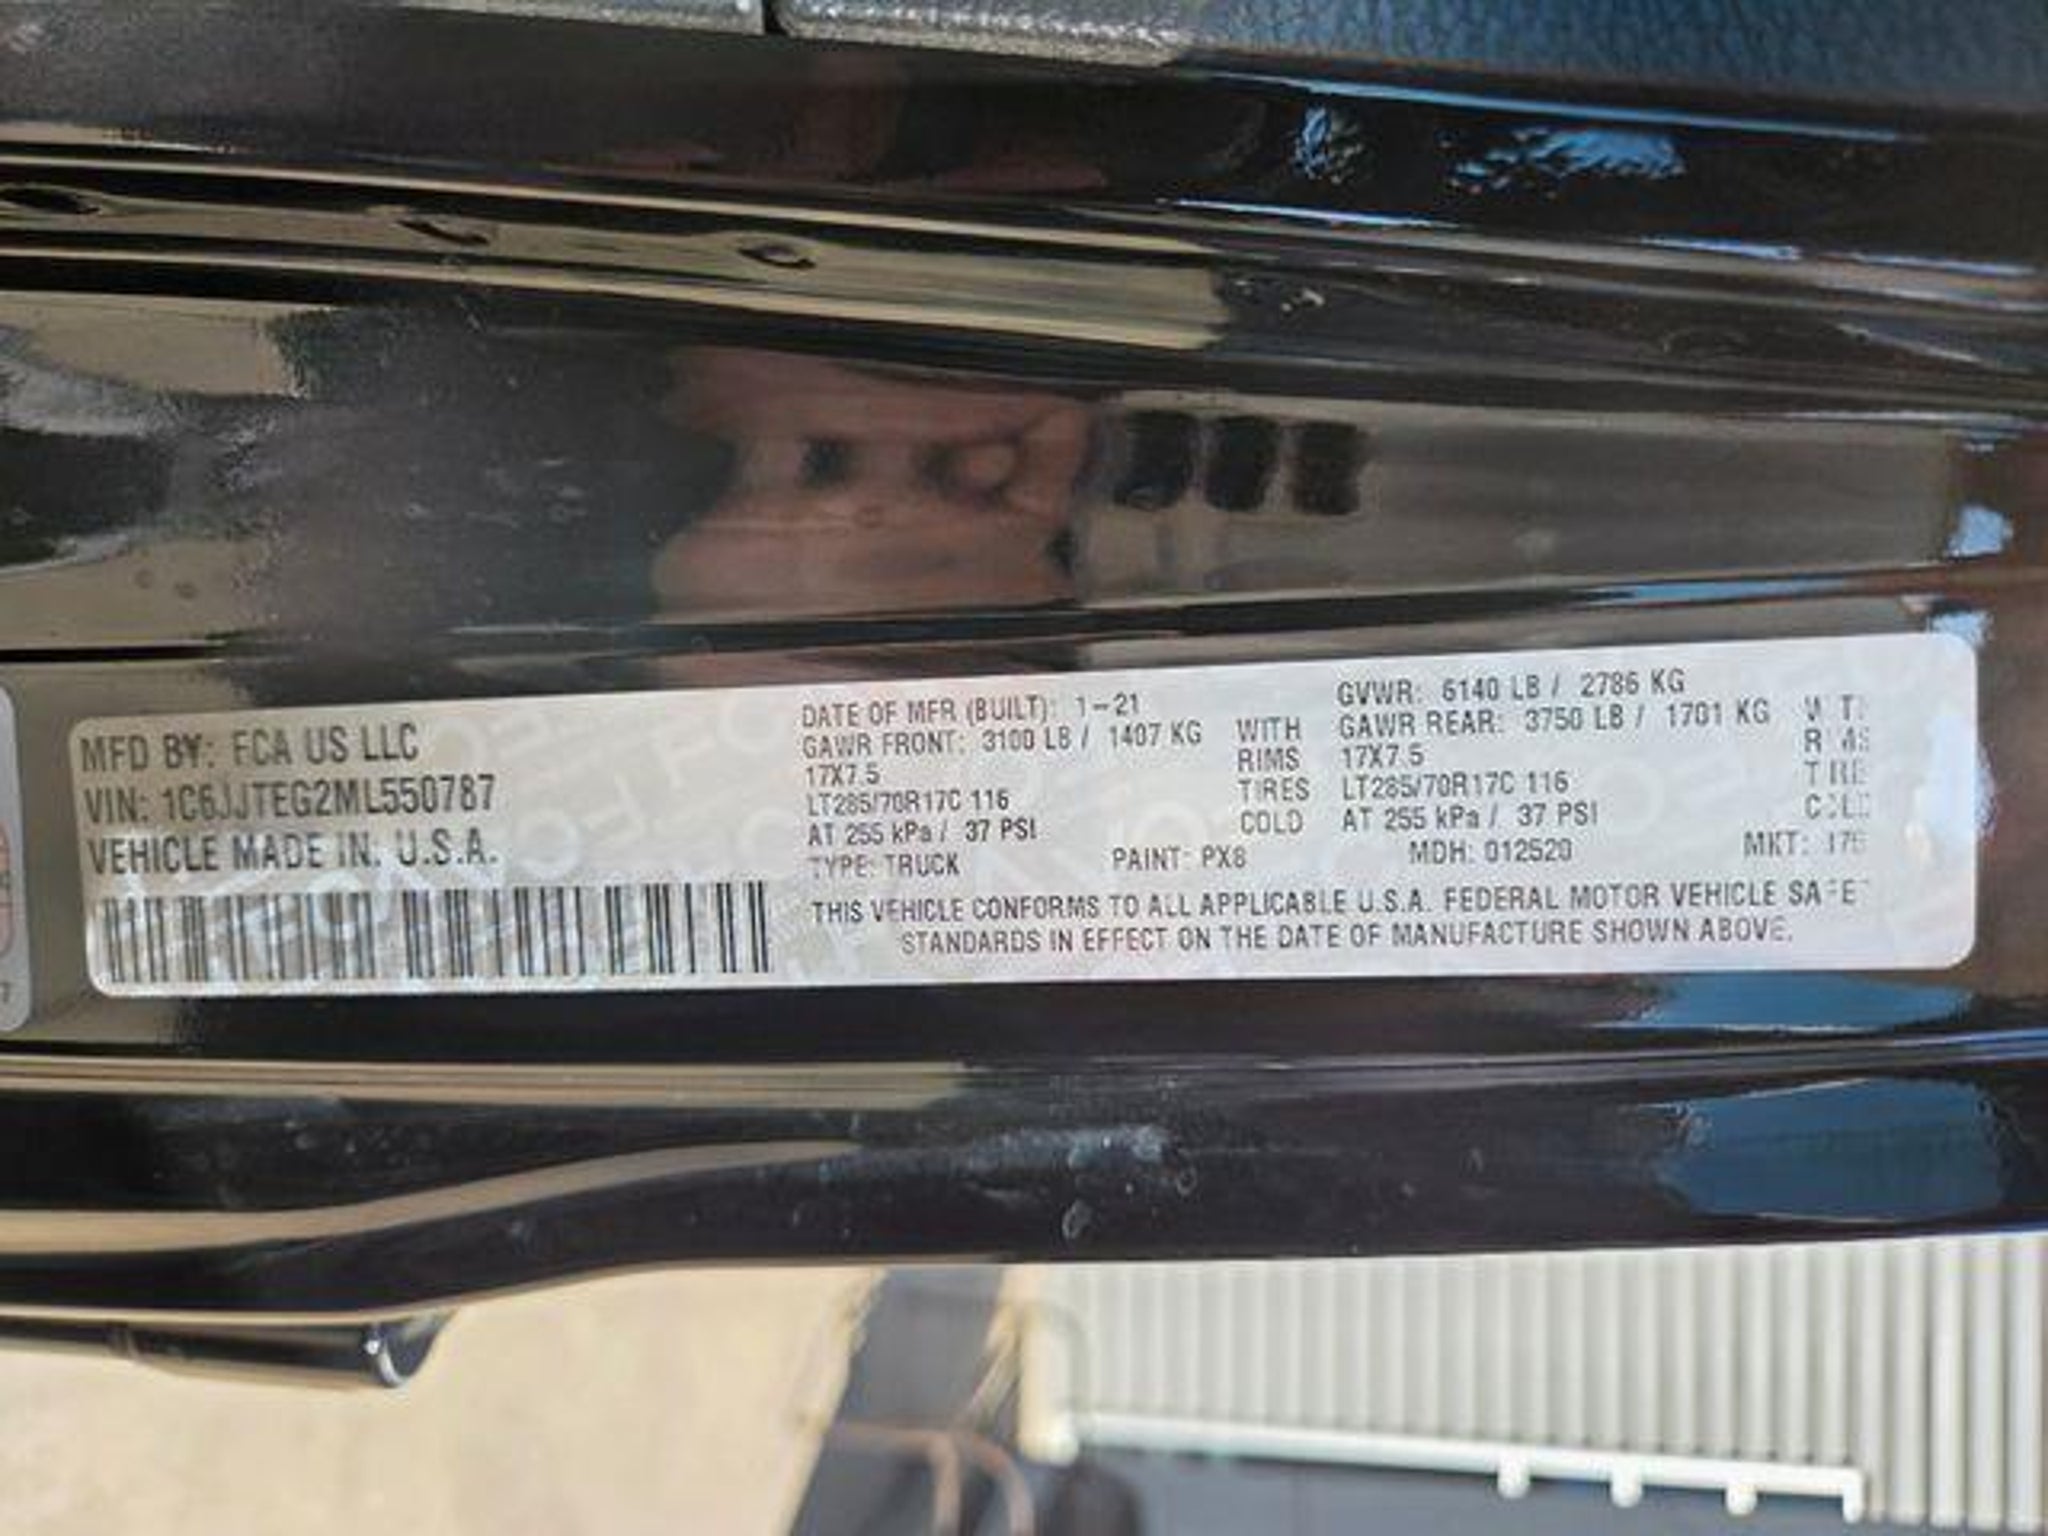 MFD BY: FCA US LLC
VIN: 1C6JJTEG2ML550787
VEHICLE MADE IN: U.S.A.
DATE OF MFR (BUILT): 1-21
GAWR FRONT: 3100 LB / 1407 KG WITH
17X7.5 RIMS
LT285/70R17C 116 TIRES
AT 255 kPa / 37 PSI COLD
GVWR: 6140 LB / 2786 KG
GAWR REAR: 3750 LB / 1701 KG
17X7.5
LT285/70R17C 116
AT 255 kPa / 37 PSI COLD
TYPE: TRUCK PAINT: PX8 MDH: 012520 MKT:
THIS VEHICLE CONFORMS TO ALL APPLICABLE U.S.A. FEDERAL MOTOR VEHICLE
STANDARDS IN EFFECT ON THE DATE OF MANUFACTURE SHOWN ABOVE.
7